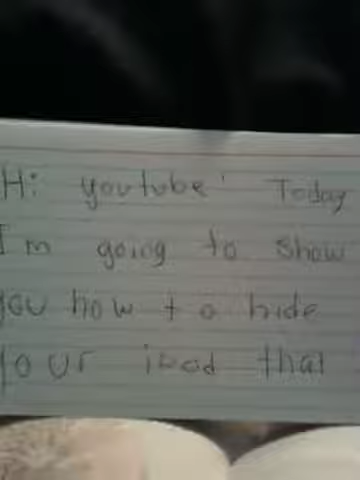 Hi youtube' Today
I'm going to show
you how to hide
your ipod that